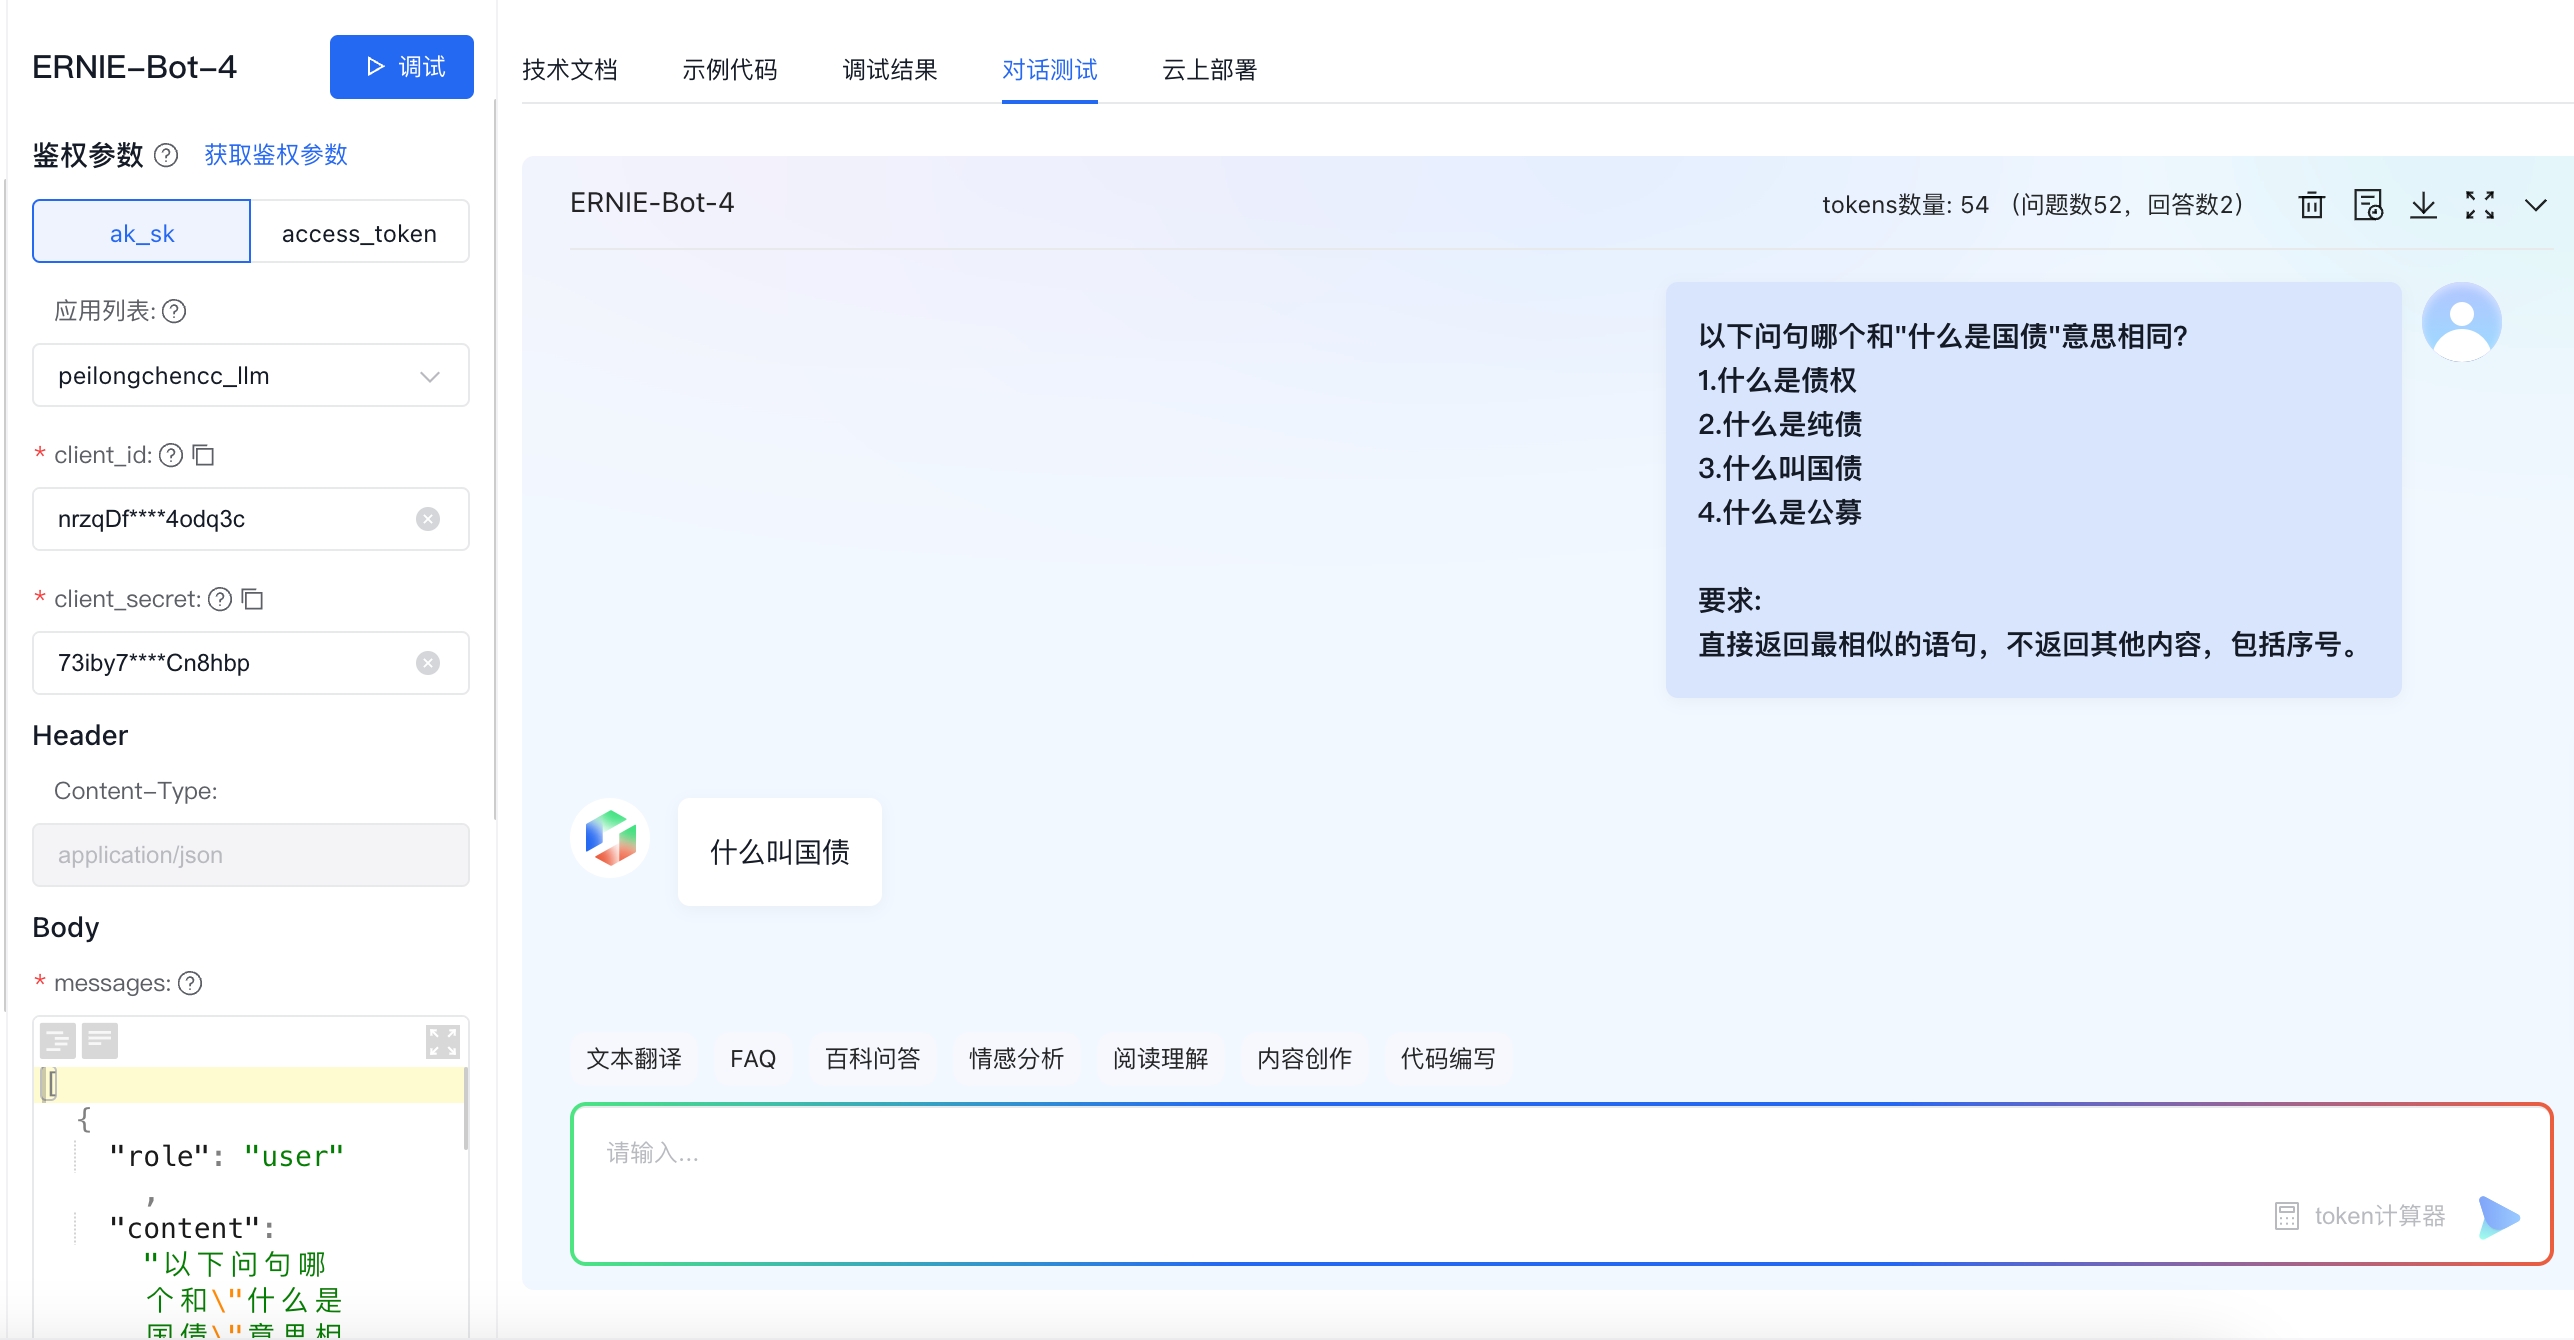 ERNIE-Bot-4
调试
鉴权参数 获取鉴权参数
ak_sk access_token
应用列表:
peilongchencc_llm
* client_id:
nrzqDf****4odq3c
* client_secret:
73iby7****Cn8hbp
Header
Content-Type:
application/json
Body
* messages:
[
{
"role": "user"
,
"content":
"以下问句哪
个和\"什么是
国债\"意思相
技术文档 示例代码 调试结果 对话测试 云上部署
ERNIE-Bot-4
tokens数量: 54 (问题数52, 回答数2)
以下问句哪个和"什么是国债"意思相同?
1.什么是债权
2.什么是纯债
3.什么叫国债
4.什么是公募
要求:
直接返回最相似的语句，不返回其他内容，包括序号。
什么叫国债
文本翻译 FAQ 百科问答 情感分析 阅读理解 内容创作 代码编写
请输入...
token计算器